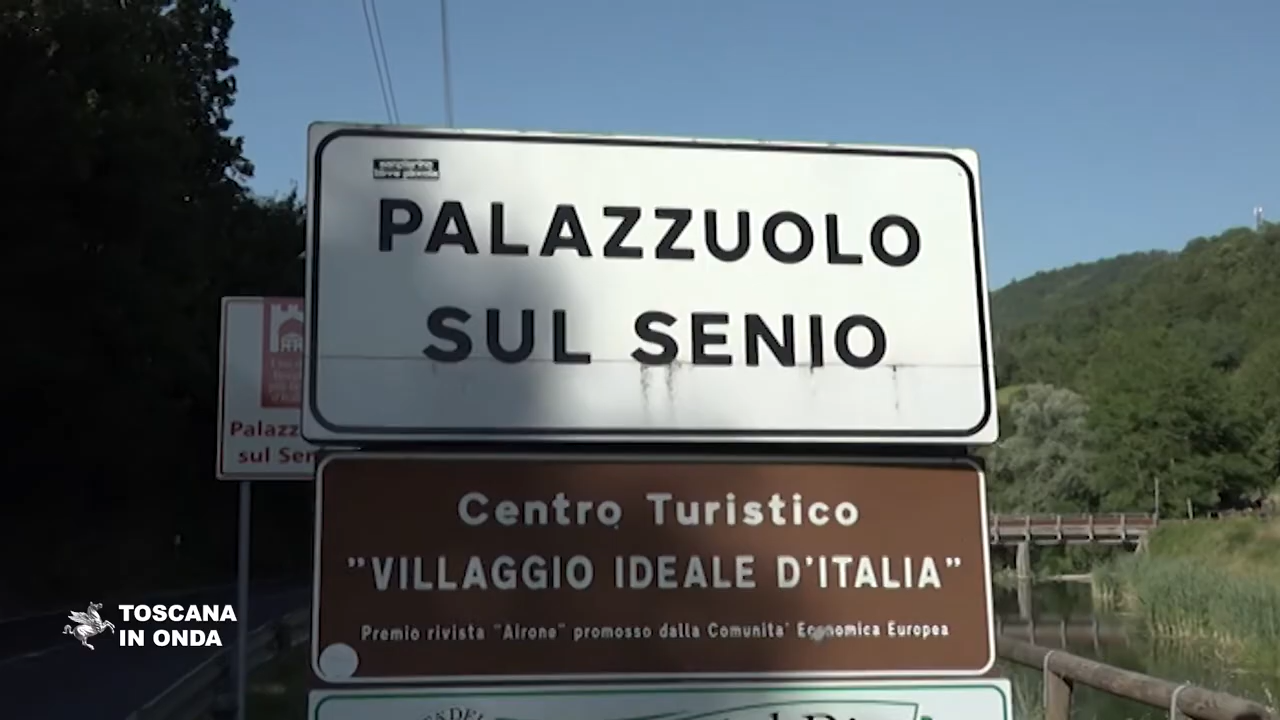 PALAZZUOLO
SUL SENIO
Palazz
sul Sen
Centro Turistico
"VILLAGGIO IDEALE D'ITALIA"
Premio rivista "Airone" promosso dalla Comunita' Economica Europea
TOSCANA
IN ONDA